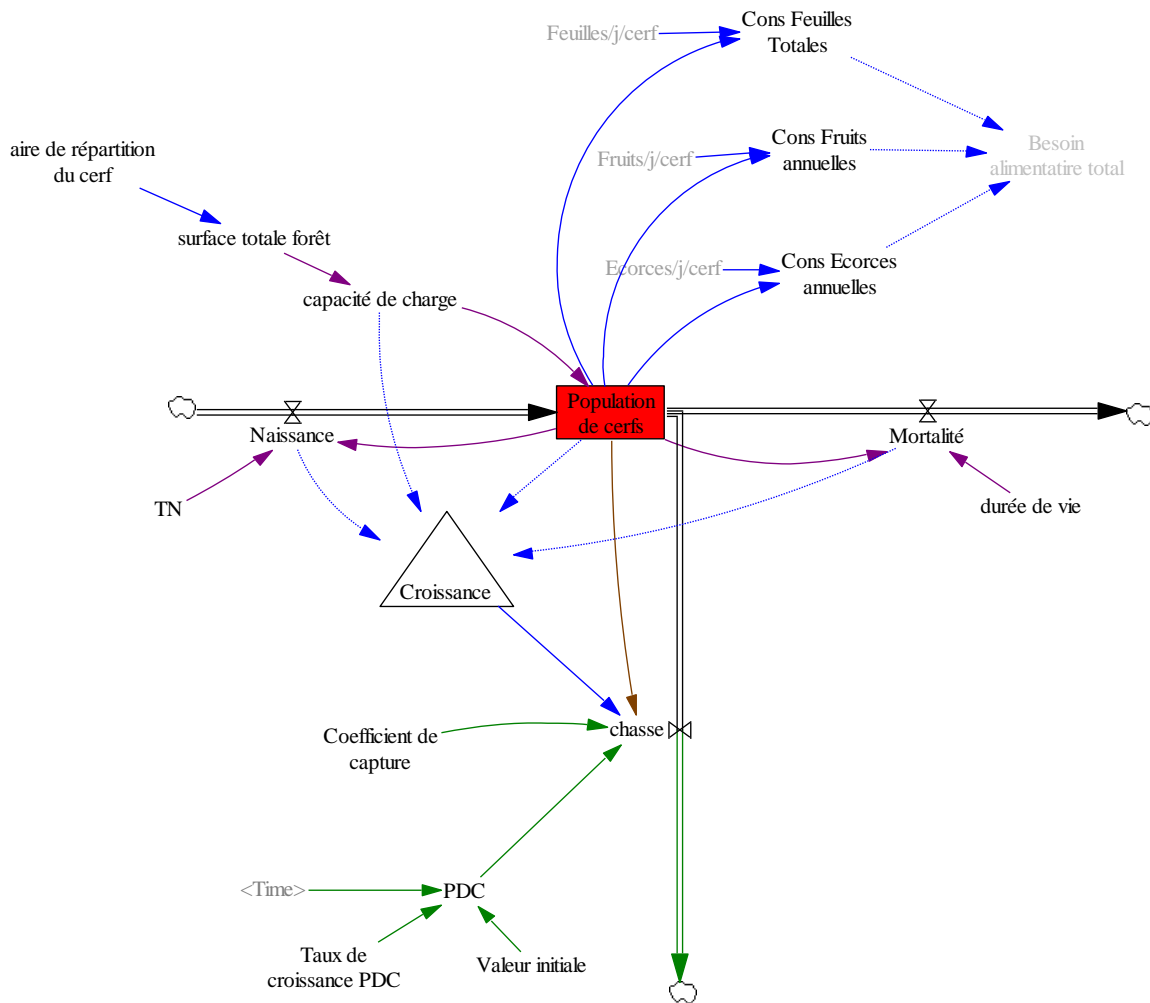 Cons Feuilles
Totales
Feuilles/j/cerf
aire de répartition
du cerf
Cons Fruits
annuelles
Fruits/j/cerf
Besoin
alimentatire total
surface totale forêt
Cons Ecorces
annuelles
Ecorces/j/cerf
capacité de charge
Population
de cerfs
Naissance
Mortalité
TN
durée de vie
Croissance
chasse
Coefficient de
capture
<Time>
PDC
Taux de
croissance PDC
Valeur initiale